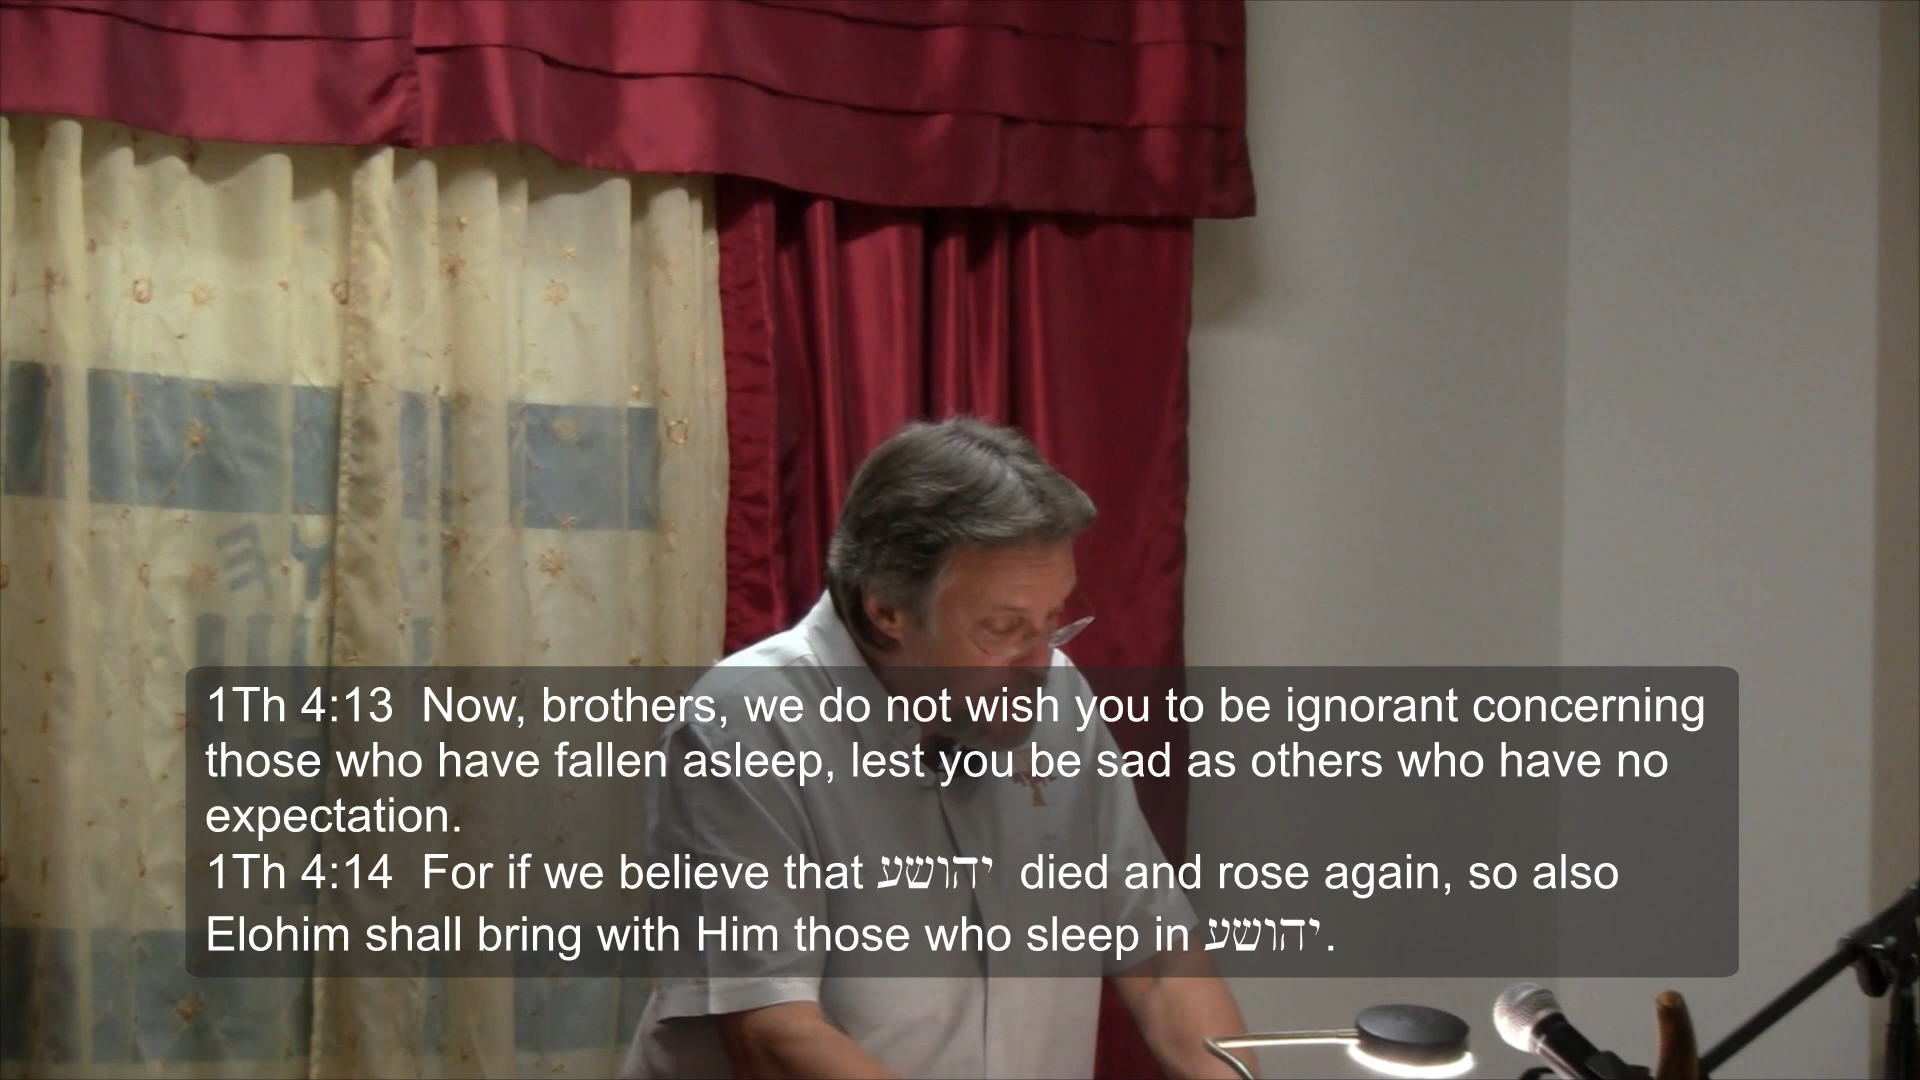 1Th 4:13  Now, brothers, we do not wish you to be ignorant concerning
those who have fallen asleep, lest you be sad as others who have no
expectation.
1Th 4:14  For if we believe that יהושע  died and rose again, so also
Elohim shall bring with Him those who sleep in יהושע.